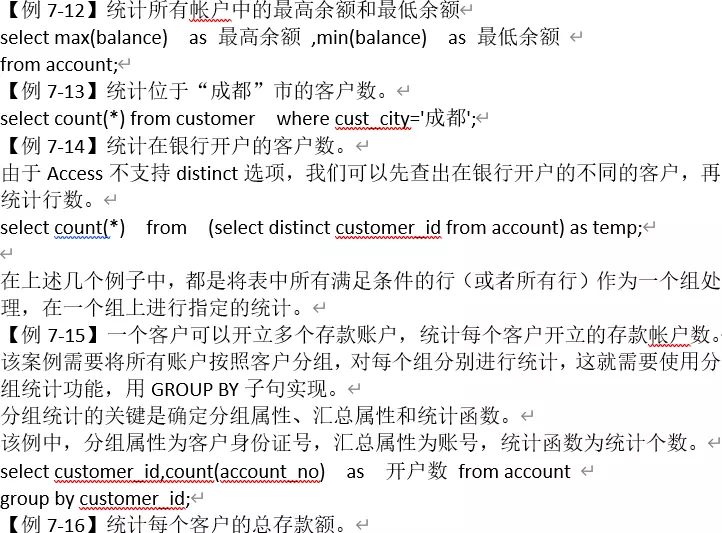 【例 7-12】统计所有帐户中的最高余额和最低余额
select max(balance) as 最高余额 ,min(balance) as 最低余额
from account;
【例 7-13】统计位于“成都”市的客户数。
select count(*) from customer where cust_city='成都';
【例 7-14】统计在银行开户的客户数。
由于 Access 不支持 distinct 选项，我们可以先查出在银行开户的不同的客户，再
统计行数。
select count(*) from (select distinct customer_id from account) as temp;
在上述几个例子中，都是将表中所有满足条件的行（或者所有行）作为一个组处
理，在一个组上进行指定的统计。
【例 7-15】一个客户可以开立多个存款账户，统计每个客户开立的存款帐户数。
该案例需要将所有账户按照客户分组，对每个组分别进行统计，这就需要使用分
组统计功能，用 GROUP BY 子句实现。
分组统计的关键是确定分组属性、汇总属性和统计函数。
该例中，分组属性为客户身份证号，汇总属性为账号，统计函数为统计个数。
select customer_id,count(account_no) as 开户数 from account
group by customer_id;
【例 7-16】统计每个客户的总存款额。